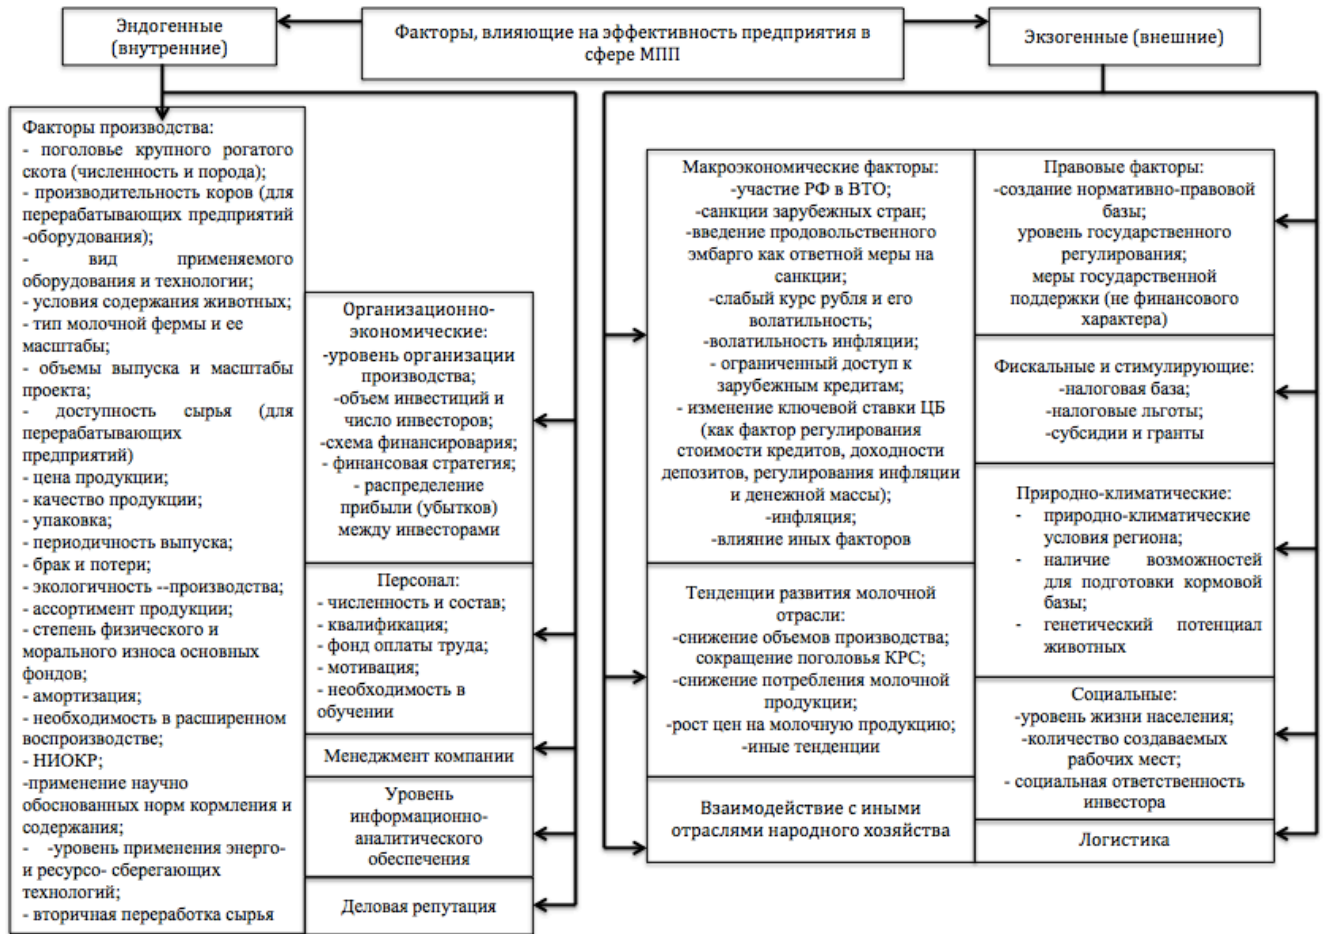 Эндогенные
(внутренние)
Факторы, влияющие на эффективность предприятия в
сфере МПП
Экзогенные (внешние)
Факторы производства:
- поголовье крупного рогатого
скота (численность и порода);
- производительность коров (для
перерабатывающих предприятий
-оборудования);
- вид применяемого
оборудования и технологии;
- условия содержания животных;
- тип молочной фермы и ее
масштабы;
- объемы выпуска и масштабы
проекта;
- доступность сырья (для
перерабатывающих
предприятий)
- цена продукции;
- качество продукции;
- упаковка;
- периодичность выпуска;
- брак и потери;
- экологичность --производства;
- ассортимент продукции;
- степень физического и
морального износа основных
фондов;
- амортизация;
- необходимость в расширенном
воспроизводстве;
- НИОКР;
-применение научно
обоснованных норм кормления и
содержания;
- -уровень применения энерго-
и ресурсо- сберегающих
технологий;
- вторичная переработка сырья
Организационно-
экономические:
-уровень организации
производства;
-объем инвестиций и
число инвесторов;
-схема финансировария;
- финансовая стратегия;
- распределение
прибыли (убытков)
между инвесторами
Персонал:
- численность и состав;
- квалификация;
- фонд оплаты труда;
- мотивация;
- необходимость в
обучении
Менеджмент компании
Уровень
информационно-
аналитического
обеспечения
Деловая репутация
Макроэкономические факторы:
-участие РФ в ВТО;
-санкции зарубежных стран;
-введение продовольственного
эмбарго как ответной меры на
санкции;
-слабый курс рубля и его
волатильность;
-волатильность инфляции;
- ограниченный доступ к
зарубежным кредитам;
- изменение ключевой ставки ЦБ
(как фактор регулирования
стоимости кредитов, доходности
депозитов, регулирования инфляции
и денежной массы);
-инфляция;
-влияние иных факторов
Тенденции развития молочной
отрасли:
-снижение объемов производства;
сокращение поголовья КРС;
-снижение потребления молочной
продукции;
-рост цен на молочную продукцию;
-иные тенденции
Взаимодействие с иными
отраслями народного хозяйства
Правовые факторы:
-создание нормативно-правовой
базы;
уровень государственного
регулирования;
меры государственной
поддержки (не финансового
характера)
Фискальные и стимулирующие:
-налоговая база;
-налоговые льготы;
-субсидии и гранты
Природно-климатические:
- природно-климатические
условия региона;
- наличие возможностей
для подготовки кормовой
базы;
- генетический потенциал
животных
Социальные:
-уровень жизни населения;
-количество создаваемых
рабочих мест;
- социальная ответственность
инвестора
Логистика